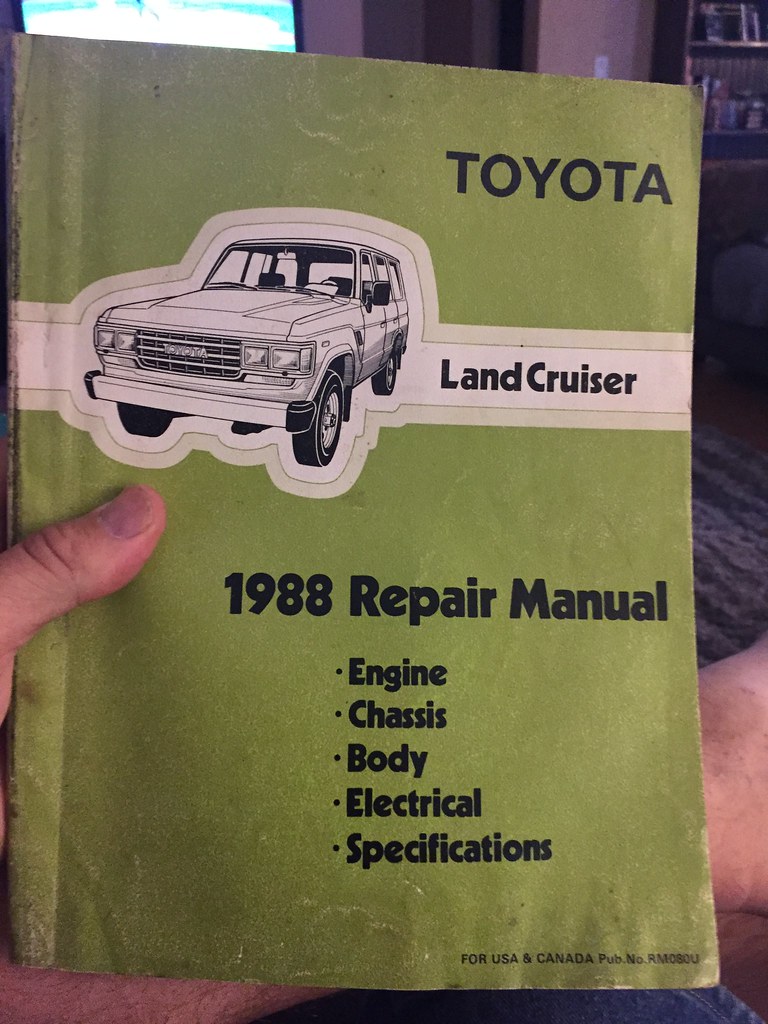 TOYOTA
TOYOTA
Land Cruiser
1988 Repair Manual
· Engine
· Chassis
· Body
· Electrical
· Specifications
FOR USA & CANADA Pub.No.RM080U